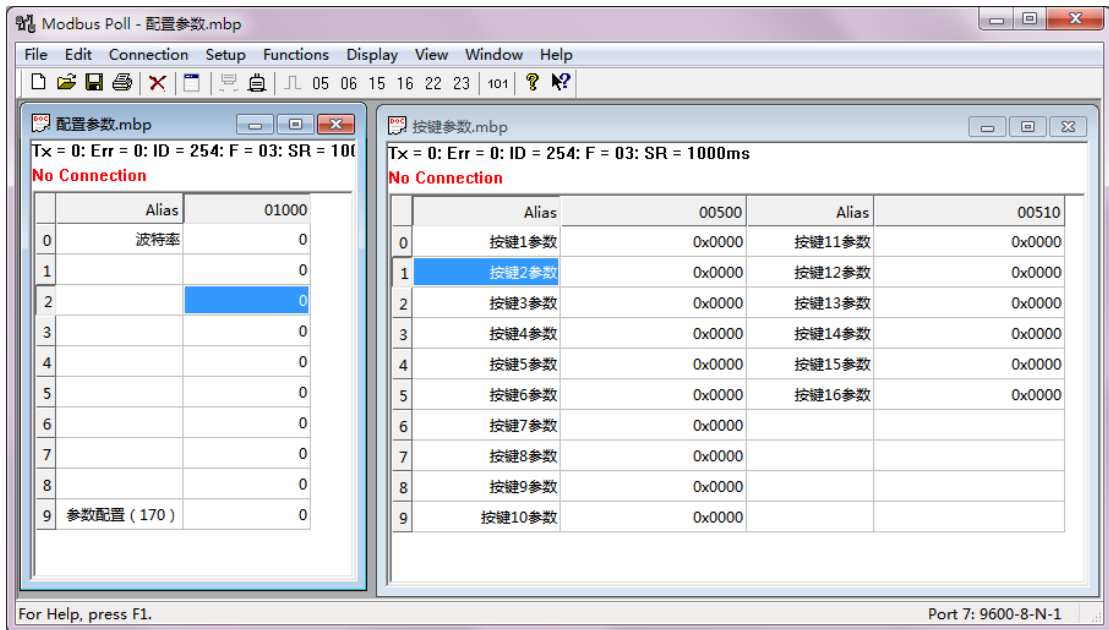 Modbus Poll - 配置参数.mbp
File Edit Connection Setup Functions Display View Window Help
05 06 15 16 22 23 101
配置参数.mbp
Tx = 0: Err = 0: ID = 254: F = 03: SR = 100
No Connection
Alias 01000
0 波特率 0
1 0
2 0
3 0
4 0
5 0
6 0
7 0
8 0
9 参数配置（170） 0
按键参数.mbp
Tx = 0: Err = 0: ID = 254: F = 03: SR = 1000ms
No Connection
Alias 00500 Alias 00510
0 按键1参数 0x0000 按键11参数 0x0000
1 按键2参数 0x0000 按键12参数 0x0000
2 按键3参数 0x0000 按键13参数 0x0000
3 按键4参数 0x0000 按键14参数 0x0000
4 按键5参数 0x0000 按键15参数 0x0000
5 按键6参数 0x0000 按键16参数 0x0000
6 按键7参数 0x0000
7 按键8参数 0x0000
8 按键9参数 0x0000
9 按键10参数 0x0000
For Help, press F1.
Port 7: 9600-8-N-1